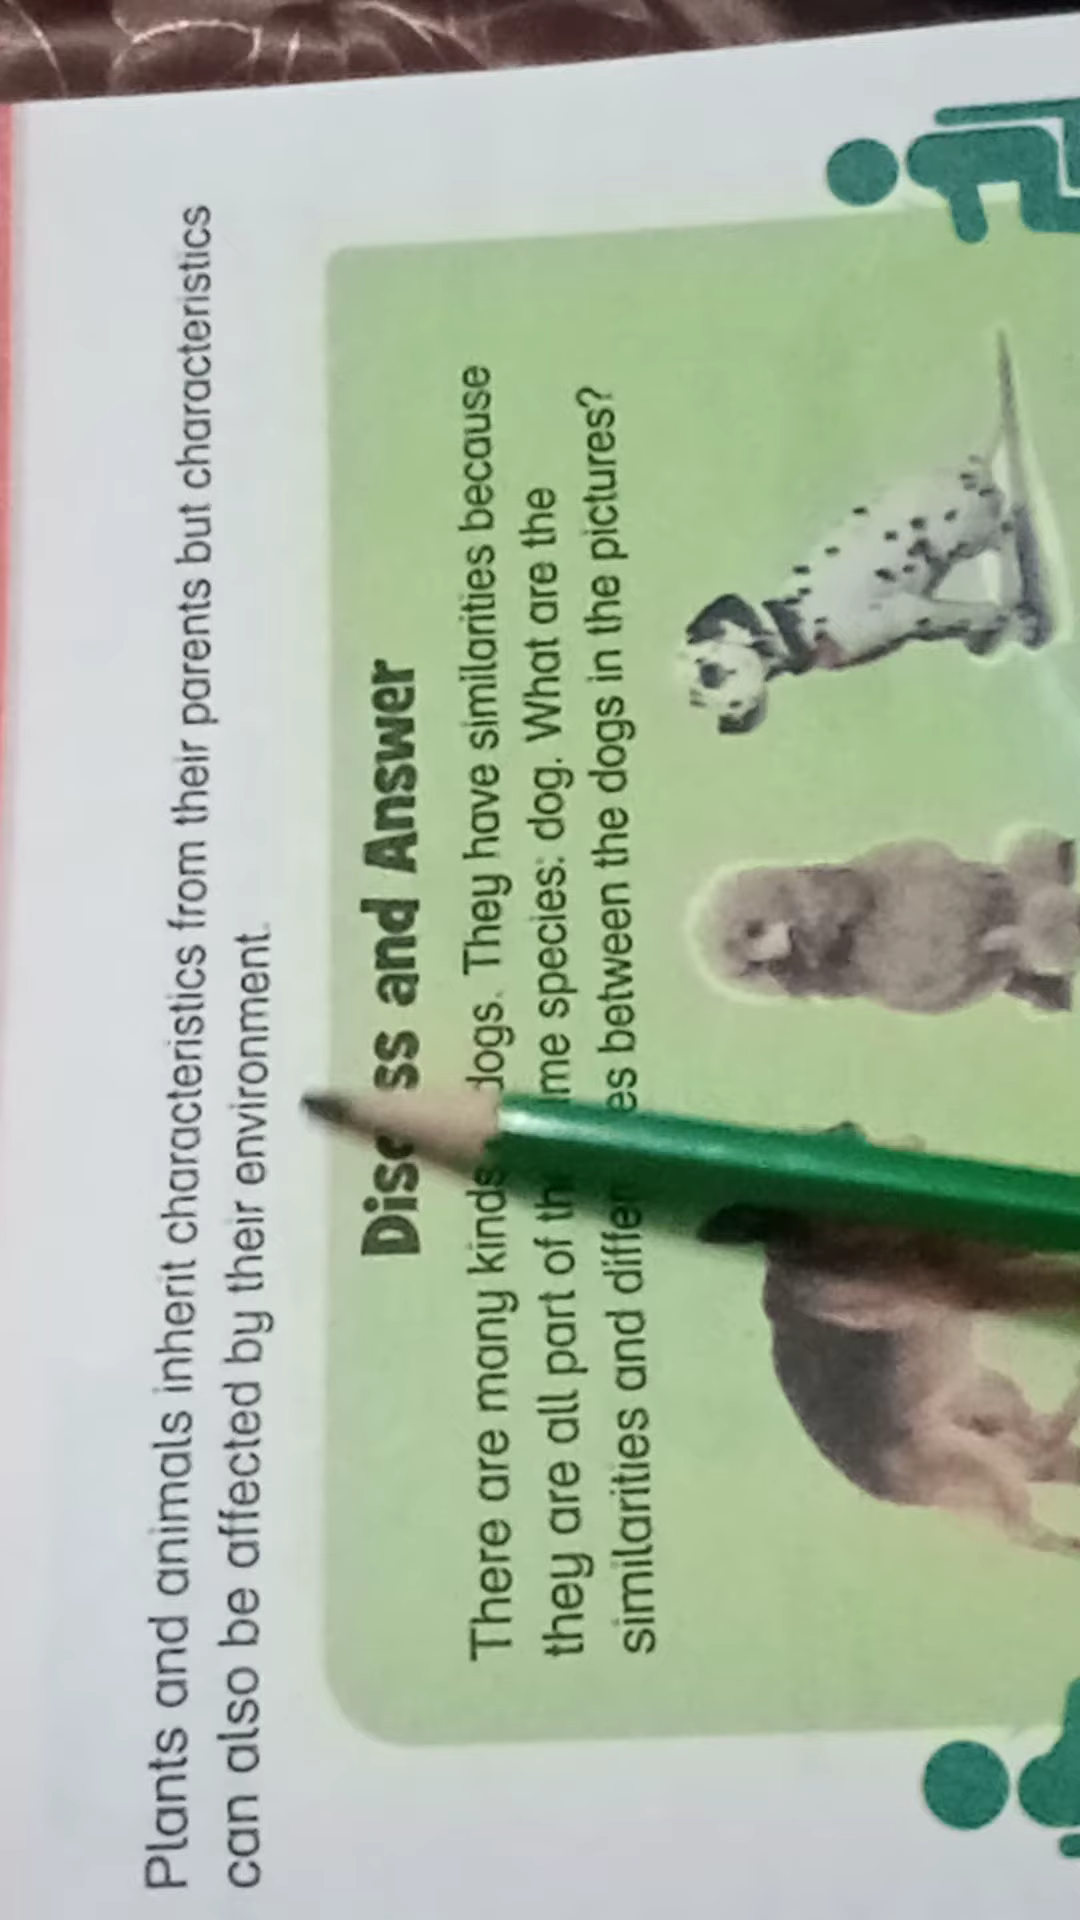 Plants and animals inherit characteristics from their parents but characteristics
can also be affected by their environment.
Disc ss and Answer
There are many kinds dogs. They have similarities because
they are all part of th me species: dog. What are the
similarities and differ es between the dogs in the pictures?